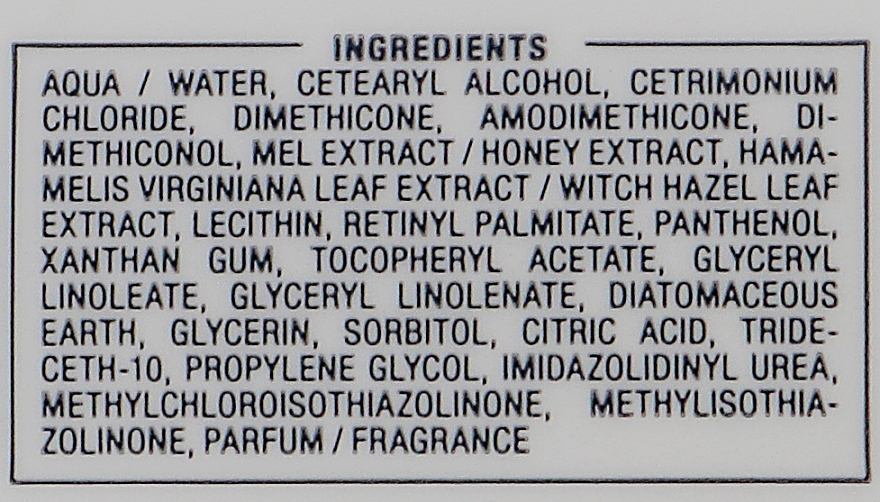 INGREDIENTS
AQUA / WATER, CETEARYL ALCOHOL, CETRIMONIUM
CHLORIDE, DIMETHICONE, AMODIMETHICONE, DI-
METHICONOL, MEL EXTRACT / HONEY EXTRACT, HAMA-
MELIS VIRGINIANA LEAF EXTRACT / WITCH HAZEL LEAF
EXTRACT, LECITHIN, RETINYL PALMITATE, PANTHENOL,
XANTHAN GUM, TOCOPHERYL ACETATE, GLYCERYL
LINOLEATE, GLYCERYL LINOLENATE, DIATOMACEOUS
EARTH, GLYCERIN, SORBITOL, CITRIC ACID, TRIDE-
CETH-10, PROPYLENE GLYCOL, IMIDAZOLIDINYL UREA,
METHYLCHLOROISOTHIAZOLINONE, METHYLISOTHIA-
ZOLINONE, PARFUM / FRAGRANCE